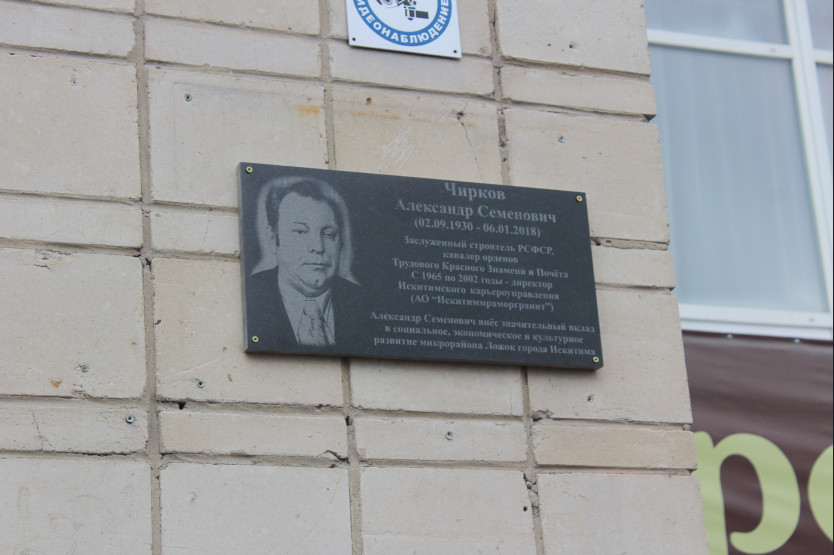 ВИДЕОНАБЛЮДЕНИЕ
Чирков
Александр Семенович
(02.09.1930 - 06.01.2018)
Заслуженный строитель РСФСР,
кавалер орденов
Трудового Красного Знамени и Почёта
С 1965 по 2002 годы - директор
Искитимского карьероуправления
(АО "Искитиммраморгранит")
Александр Семенович внёс значительный вклад
в социальное, экономическое и культурное
развитие микрорайона Ложок города Искитима